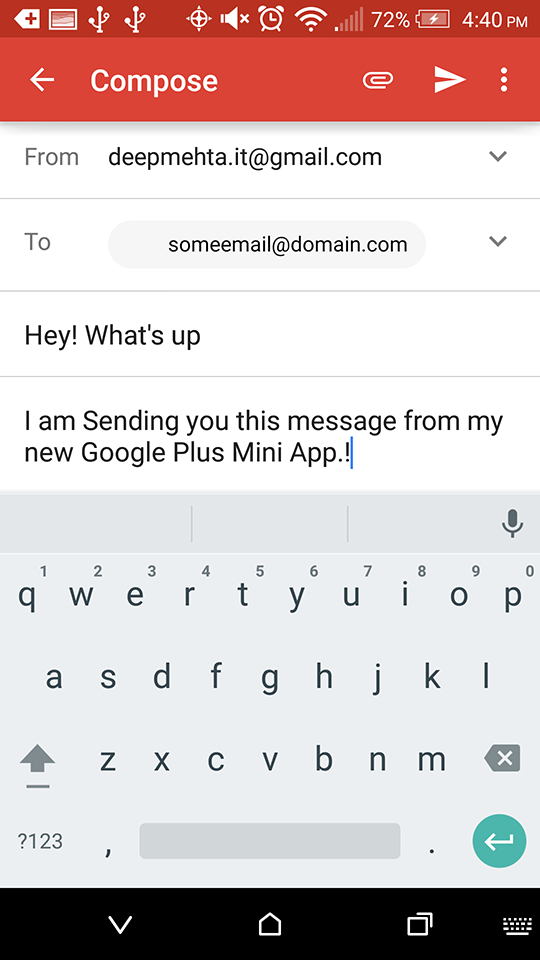 72% 4:40 PM
Compose
From deepmehta.it@gmail.com
To someemail@domain.com
Hey! What's up
I am Sending you this message from my
new Google Plus Mini App.!
1 2 3 4 5 6 7 8 9 0
q w e r t y u i o p
a s d f g h j k l
z x c v b n m
?123 , .